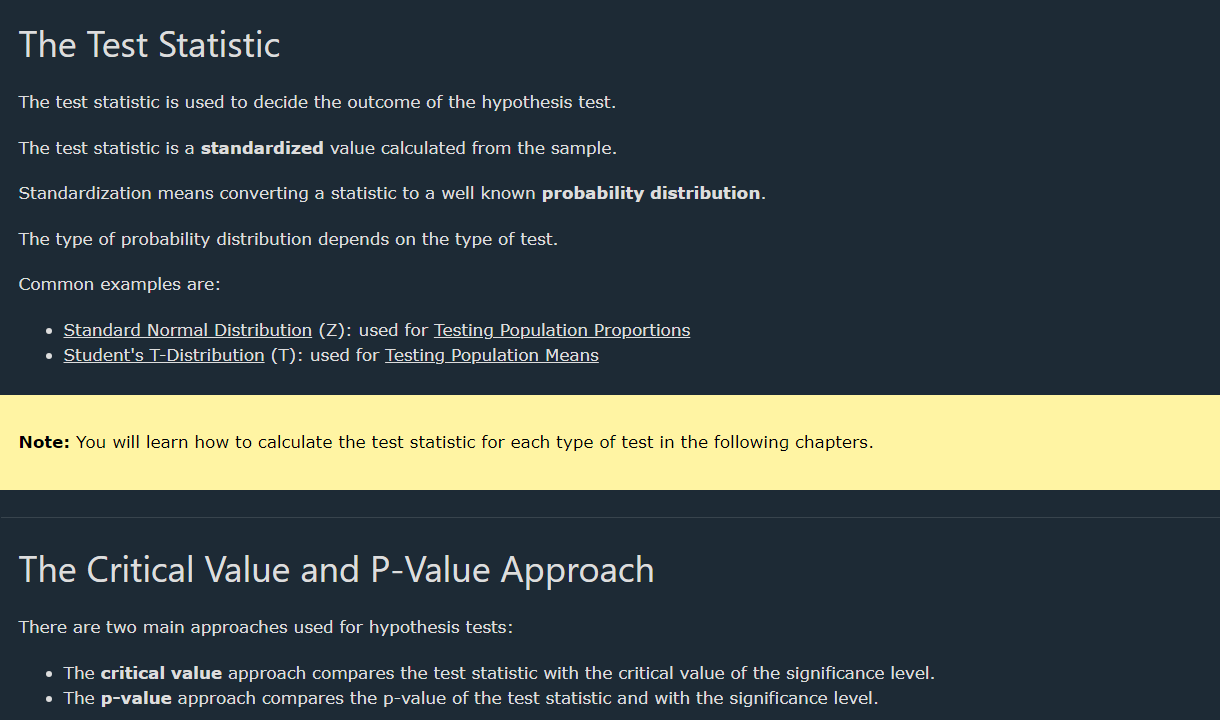 The Test Statistic
The test statistic is used to decide the outcome of the hypothesis test.
The test statistic is a standardized value calculated from the sample.
Standardization means converting a statistic to a well known probability distribution.
The type of probability distribution depends on the type of test.
Common examples are:
• Standard Normal Distribution (Z): used for Testing Population Proportions
• Student's T-Distribution (T): used for Testing Population Means
Note: You will learn how to calculate the test statistic for each type of test in the following chapters.
The Critical Value and P-Value Approach
There are two main approaches used for hypothesis tests:
• The critical value approach compares the test statistic with the critical value of the significance level.
• The p-value approach compares the p-value of the test statistic and with the significance level.